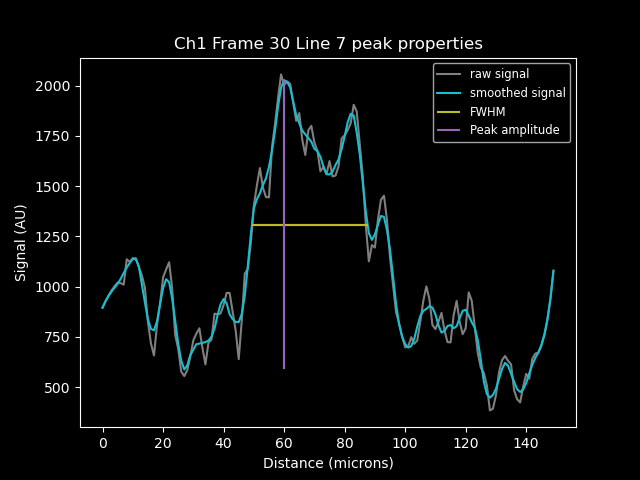 Ch1 Frame 30 Line 7 peak properties
raw signal
smoothed signal
FWHM
Peak amplitude
Signal (AU)
2000
1750
1500
1250
1000
750
500
0 20 40 60 80 100 120 140
Distance (microns)